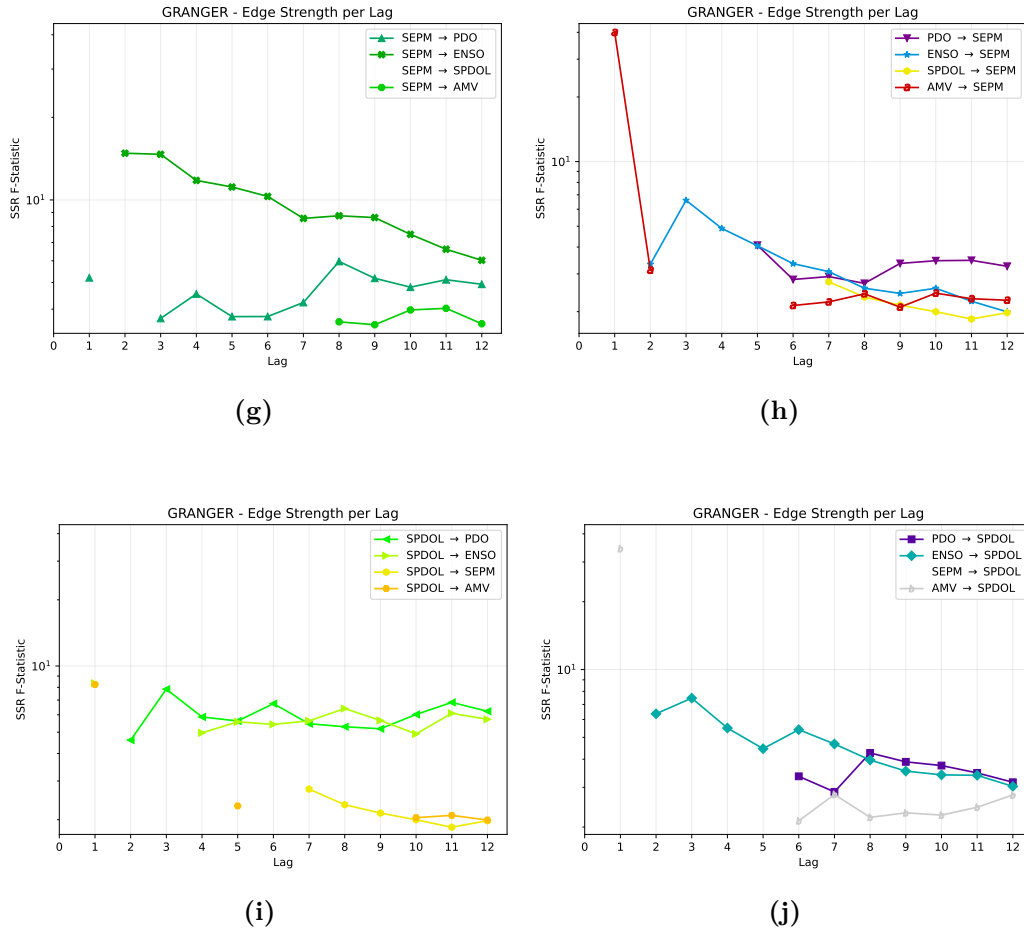 GRANGER - Edge Strength per Lag
SEPM → PDO
SEPM → ENSO
SEPM → SPDOL
SEPM → AMV
SSR F-Statistic
10¹
0 1 2 3 4 5 6 7 8 9 10 11 12
Lag
(g)
GRANGER - Edge Strength per Lag
PDO → SEPM
ENSO → SEPM
SPDOL → SEPM
AMV → SEPM
SSR F-Statistic
10¹
0 1 2 3 4 5 6 7 8 9 10 11 12
Lag
(h)
GRANGER - Edge Strength per Lag
SPDOL → PDO
SPDOL → ENSO
SPDOL → SEPM
SPDOL → AMV
SSR F-Statistic
10¹
0 1 2 3 4 5 6 7 8 9 10 11 12
Lag
(i)
GRANGER - Edge Strength per Lag
PDO → SPDOL
ENSO → SPDOL
SEPM → SPDOL
AMV → SPDOL
SSR F-Statistic
10¹
0 1 2 3 4 5 6 7 8 9 10 11 12
Lag
(j)